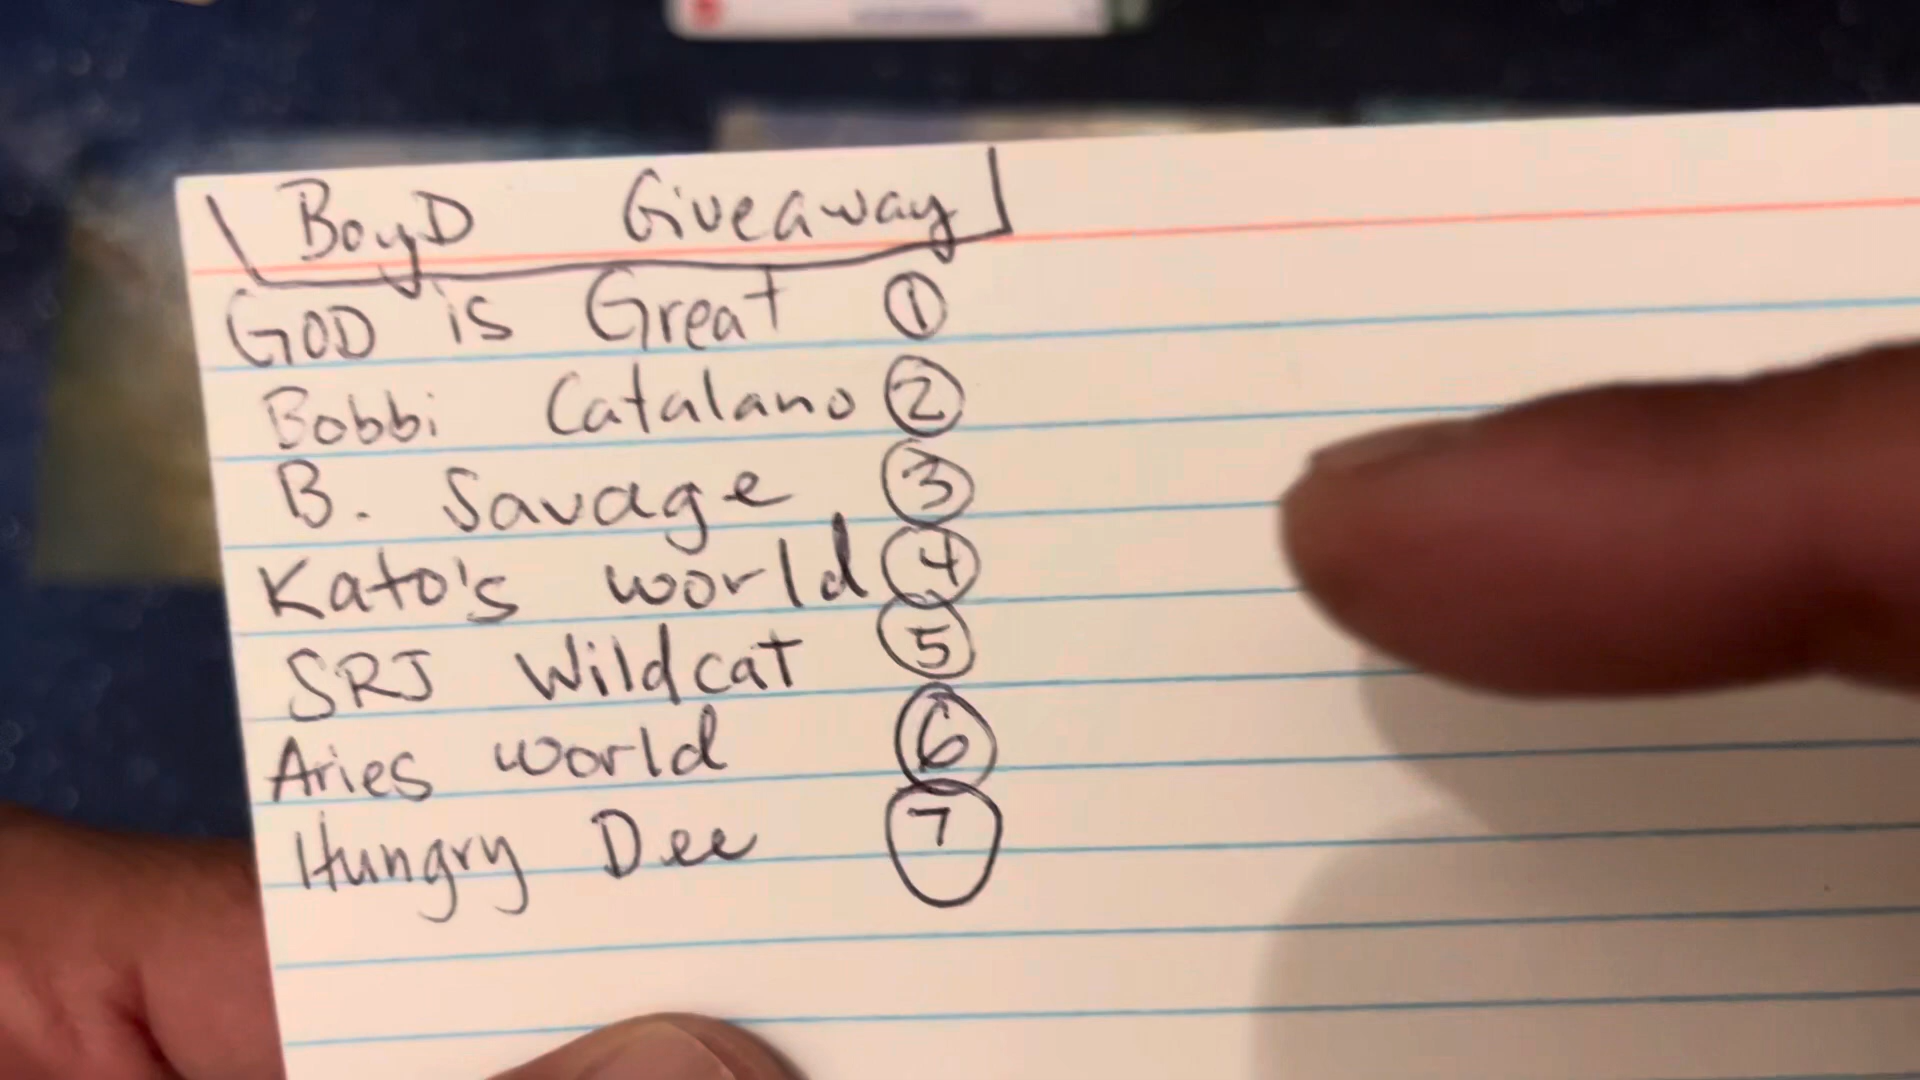 BoyD Giveaway
GOD is Great 1
Bobbi Catalano 2
B. Savage 3
Kato's world 4
SRJ Wildcat 5
Aries world 6
Hungry Dee 7